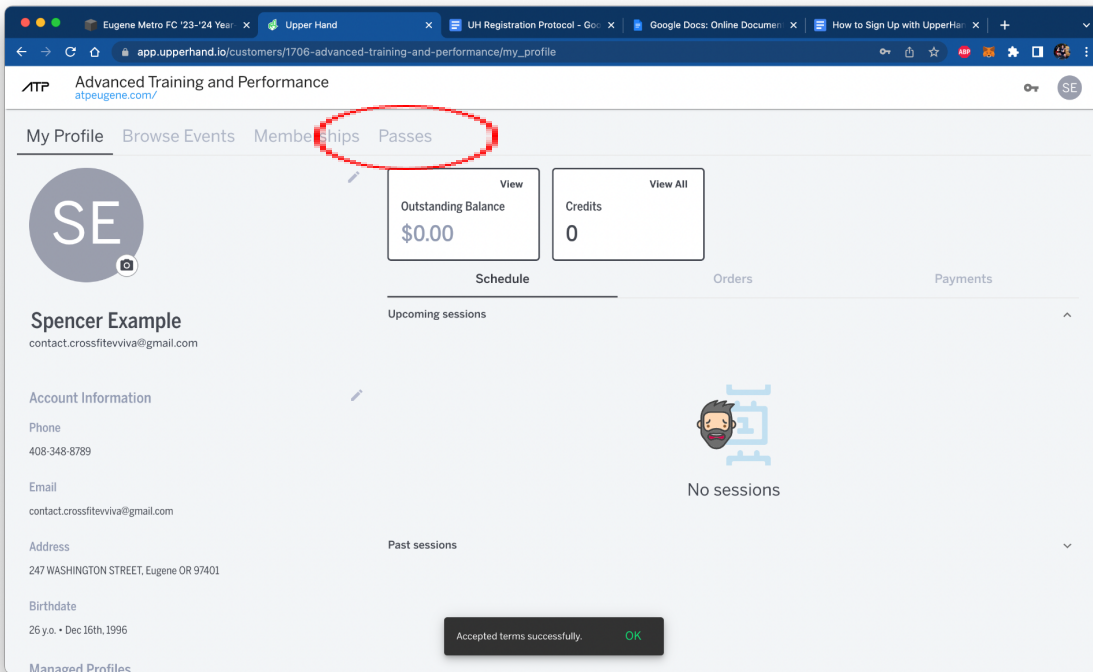 Eugene Metro FC '23-'24 Year
Upper Hand
UH Registration Protocol - Goo
Google Docs: Online Documen
How to Sign Up with UpperHan
app.upperhand.io/customers/1706-advanced-training-and-performance/my_profile
ABP
ATP
Advanced Training and Performance
atpeugene.com/
SE
My Profile Browse Events Memberships Passes
SE
View
Outstanding Balance
$0.00
View All
Credits
0
Schedule Orders Payments
Upcoming sessions
Spencer Example
contact.crossfitevviva@gmail.com
Account Information
Phone
408-348-8789
Email
contact.crossfitevviva@gmail.com
Address
247 WASHINGTON STREET, Eugene OR 97401
Birthdate
26 y.o. • Dec 16th, 1996
Managed Profiles
1
No sessions
Past sessions
Accepted terms successfully. OK